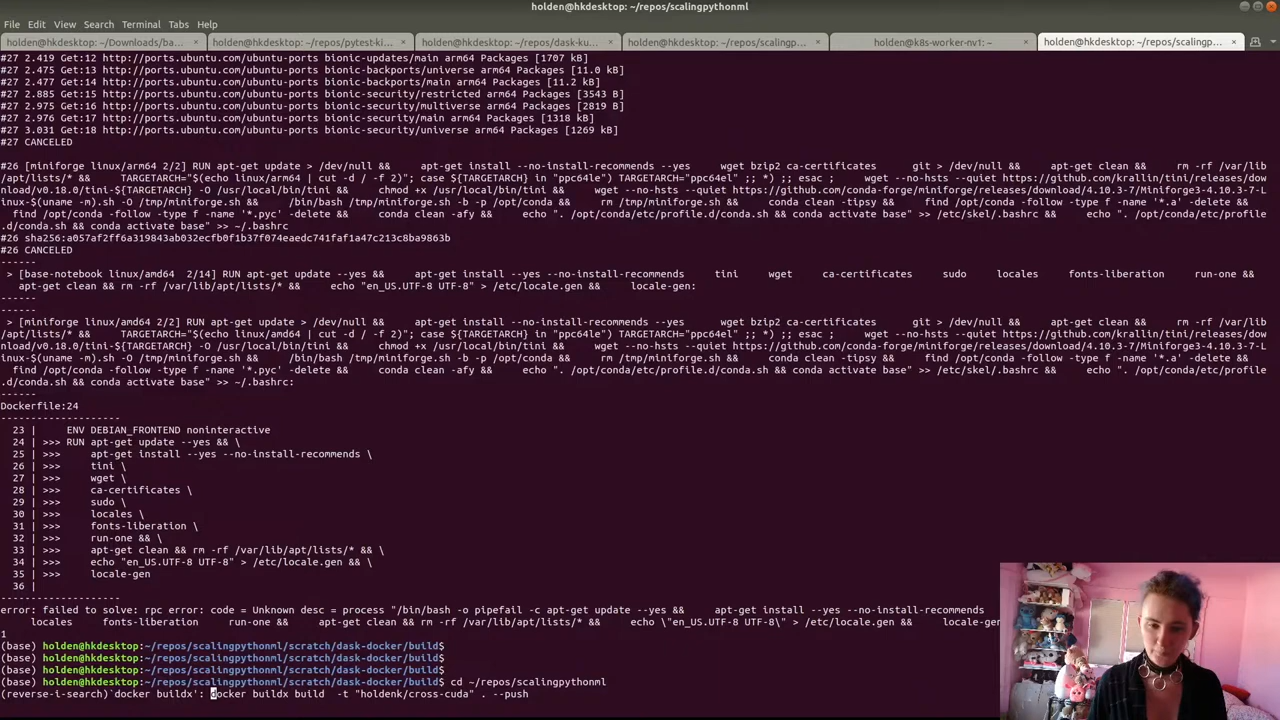 holden@hkdesktop: ~/repos/scalingpythonml
File Edit View Search Terminal Tabs Help
holden@hkdesktop: ~/Downloads/ba... × holden@hkdesktop: ~/repos/pytest-ki... × holden@hkdesktop: ~/repos/dask-ku... × holden@hkdesktop: ~/repos/scalingp... × holden@k8s-worker-nv1: ~ × holden@hkdesktop: ~/repos/scalingp... ×
#27 2.419 Get:12 http://ports.ubuntu.com/ubuntu-ports bionic-updates/main arm64 Packages [1707 kB]
#27 2.475 Get:13 http://ports.ubuntu.com/ubuntu-ports bionic-backports/universe arm64 Packages [11.0 kB]
#27 2.477 Get:14 http://ports.ubuntu.com/ubuntu-ports bionic-backports/main arm64 Packages [11.2 kB]
#27 2.885 Get:15 http://ports.ubuntu.com/ubuntu-ports bionic-security/restricted arm64 Packages [3543 B]
#27 2.975 Get:16 http://ports.ubuntu.com/ubuntu-ports bionic-security/multiverse arm64 Packages [2819 B]
#27 2.976 Get:17 http://ports.ubuntu.com/ubuntu-ports bionic-security/main arm64 Packages [1318 kB]
#27 3.031 Get:18 http://ports.ubuntu.com/ubuntu-ports bionic-security/universe arm64 Packages [1269 kB]
#27 CANCELED
#26 [miniforge linux/arm64 2/2] RUN apt-get update > /dev/null && apt-get install --no-install-recommends --yes wget bzip2 ca-certificates git > /dev/null && apt-get clean && rm -rf /var/lib
/apt/lists/* && TARGETARCH="$(echo linux/arm64 | cut -d / -f 2)"; case ${TARGETARCH} in "ppc64le") TARGETARCH="ppc64el" ;; *) ;; esac ; wget --no-hsts --quiet https://github.com/krallin/tini/releases/dow
nload/v0.18.0/tini-${TARGETARCH} -O /usr/local/bin/tini && chmod +x /usr/local/bin/tini && wget --no-hsts --quiet https://github.com/conda-forge/miniforge/releases/download/4.10.3-7/Miniforge3-4.10.3-7-L
inux-$(uname -m).sh -O /tmp/miniforge.sh && /bin/bash /tmp/miniforge.sh -b -p /opt/conda && rm /tmp/miniforge.sh && conda clean -tipsy && find /opt/conda -follow -type f -name '*.a' -delete &&
find /opt/conda -follow -type f -name '*.pyc' -delete && conda clean -afy && echo ". /opt/conda/etc/profile.d/conda.sh && conda activate base" >> /etc/skel/.bashrc && echo ". /opt/conda/etc/profile
.d/conda.sh && conda activate base" >> ~/.bashrc
#26 sha256:a057af2ff6a319843ab032ecfb0f1b37f074eaedc741faf1a47c213c8ba9863b
#26 CANCELED
------
> [base-notebook linux/amd64 2/14] RUN apt-get update --yes && apt-get install --yes --no-install-recommends tini wget ca-certificates sudo locales fonts-liberation run-one &&
apt-get clean && rm -rf /var/lib/apt/lists/* && echo "en_US.UTF-8 UTF-8" > /etc/locale.gen && locale-gen:
------
------
> [miniforge linux/amd64 2/2] RUN apt-get update > /dev/null && apt-get install --no-install-recommends --yes wget bzip2 ca-certificates git > /dev/null && apt-get clean && rm -rf /var/lib
/apt/lists/* && TARGETARCH="$(echo linux/amd64 | cut -d / -f 2)"; case ${TARGETARCH} in "ppc64le") TARGETARCH="ppc64el" ;; *) ;; esac ; wget --no-hsts --quiet https://github.com/krallin/tini/releases/dow
nload/v0.18.0/tini-${TARGETARCH} -O /usr/local/bin/tini && chmod +x /usr/local/bin/tini && wget --no-hsts --quiet https://github.com/conda-forge/miniforge/releases/download/4.10.3-7/Miniforge3-4.10.3-7-L
inux-$(uname -m).sh -O /tmp/miniforge.sh && /bin/bash /tmp/miniforge.sh -b -p /opt/conda && rm /tmp/miniforge.sh && conda clean -tipsy && find /opt/conda -follow -type f -name '*.a' -delete &&
find /opt/conda -follow -type f -name '*.pyc' -delete && conda clean -afy && echo ". /opt/conda/etc/profile.d/conda.sh && conda activate base" >> /etc/skel/.bashrc && echo ". /opt/conda/etc/profile
.d/conda.sh && conda activate base" >> ~/.bashrc:
------
Dockerfile:24
--------------------
23 | ENV DEBIAN_FRONTEND noninteractive
24 | >>> RUN apt-get update --yes && \
25 | >>> apt-get install --yes --no-install-recommends \
26 | >>> tini \
27 | >>> wget \
28 | >>> ca-certificates \
29 | >>> sudo \
30 | >>> locales \
31 | >>> fonts-liberation \
32 | >>> run-one && \
33 | >>> apt-get clean && rm -rf /var/lib/apt/lists/* && \
34 | >>> echo "en_US.UTF-8 UTF-8" > /etc/locale.gen && \
35 | >>> locale-gen
36 |
--------------------
error: failed to solve: rpc error: code = Unknown desc = process "/bin/bash -o pipefail -c apt-get update --yes && apt-get install --yes --no-install-recommends
locales fonts-liberation run-one && apt-get clean && rm -rf /var/lib/apt/lists/* && echo \"en_US.UTF-8 UTF-8\" > /etc/locale.gen && locale-gen
1
(base) holden@hkdesktop:~/repos/scalingpythonml/scratch/dask-docker/build$
(base) holden@hkdesktop:~/repos/scalingpythonml/scratch/dask-docker/build$
(base) holden@hkdesktop:~/repos/scalingpythonml/scratch/dask-docker/build$
(base) holden@hkdesktop:~/repos/scalingpythonml/scratch/dask-docker/build$ cd ~/repos/scalingpythonml
(reverse-i-search)`docker buildx': docker buildx build -t "holdenk/cross-cuda" . --push